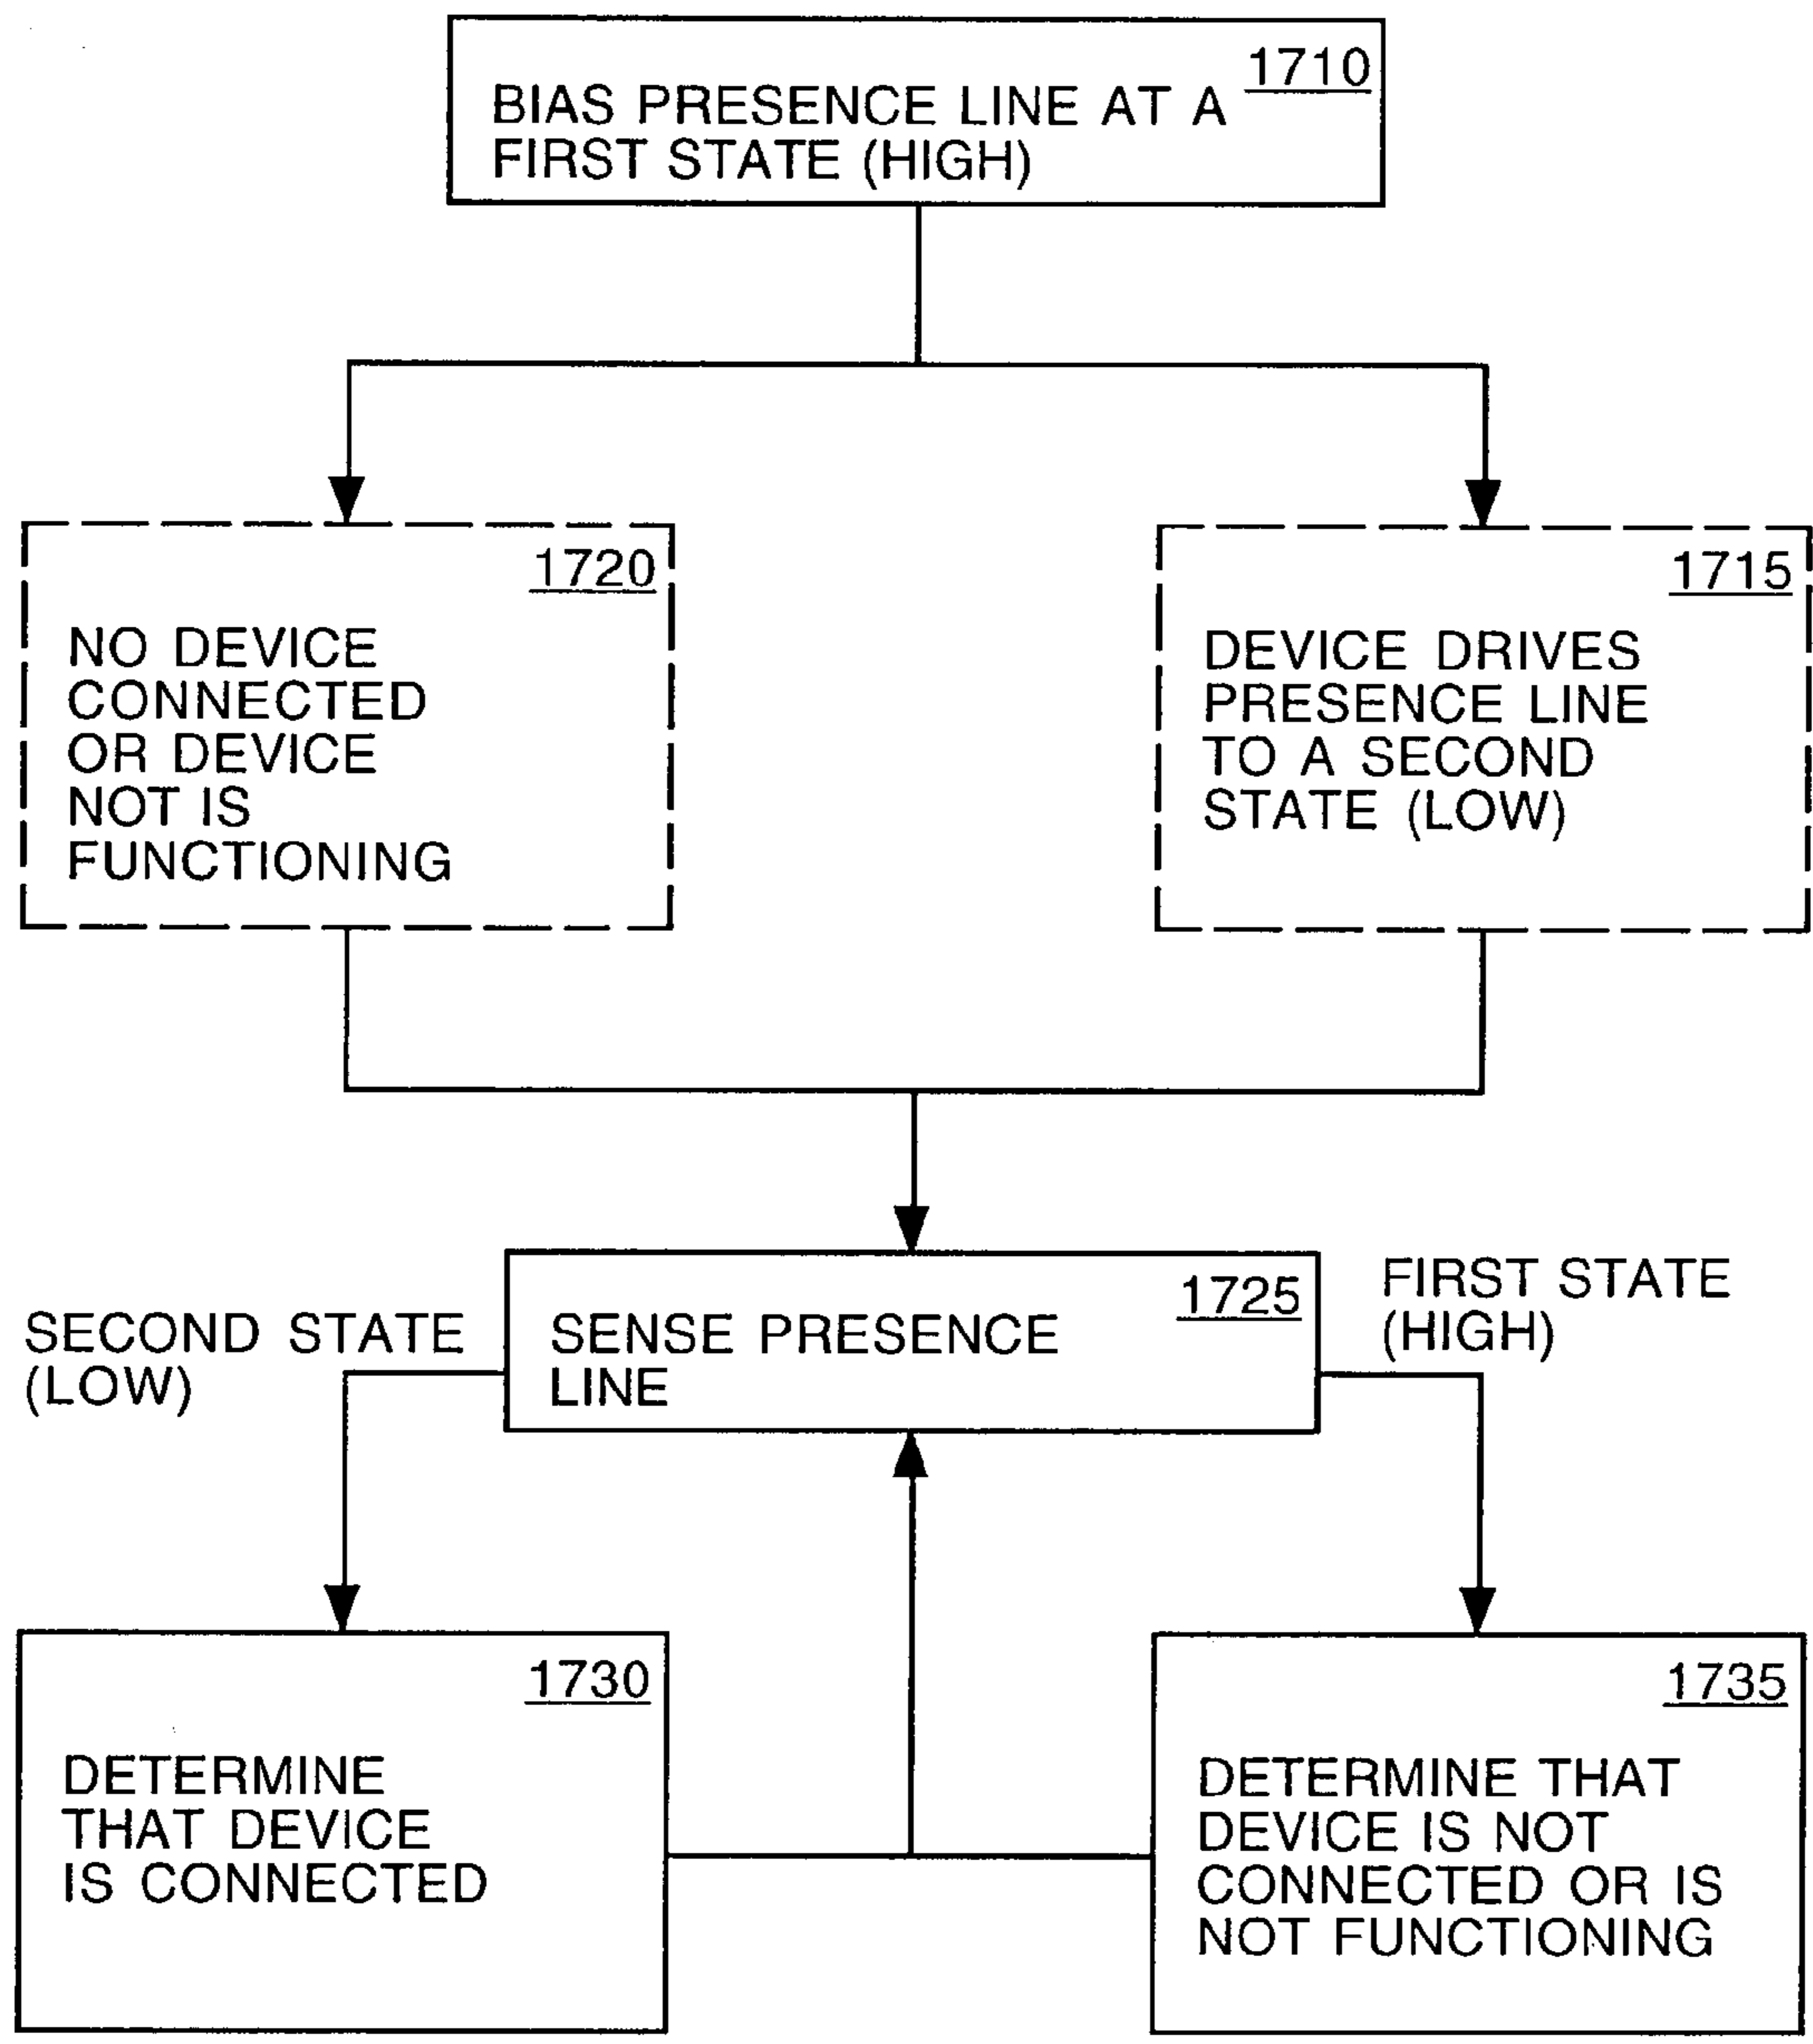 1710
BIAS PRESENCE LINE AT A
FIRST STATE (HIGH)
1720
NO DEVICE
CONNECTED
OR DEVICE
NOT IS
FUNCTIONING
1715
DEVICE DRIVES
PRESENCE LINE
TO A SECOND
STATE (LOW)
1725
SENSE PRESENCE
LINE
SECOND STATE
(LOW)
FIRST STATE
(HIGH)
1730
DETERMINE
THAT DEVICE
IS CONNECTED
1735
DETERMINE THAT
DEVICE IS NOT
CONNECTED OR IS
NOT FUNCTIONING